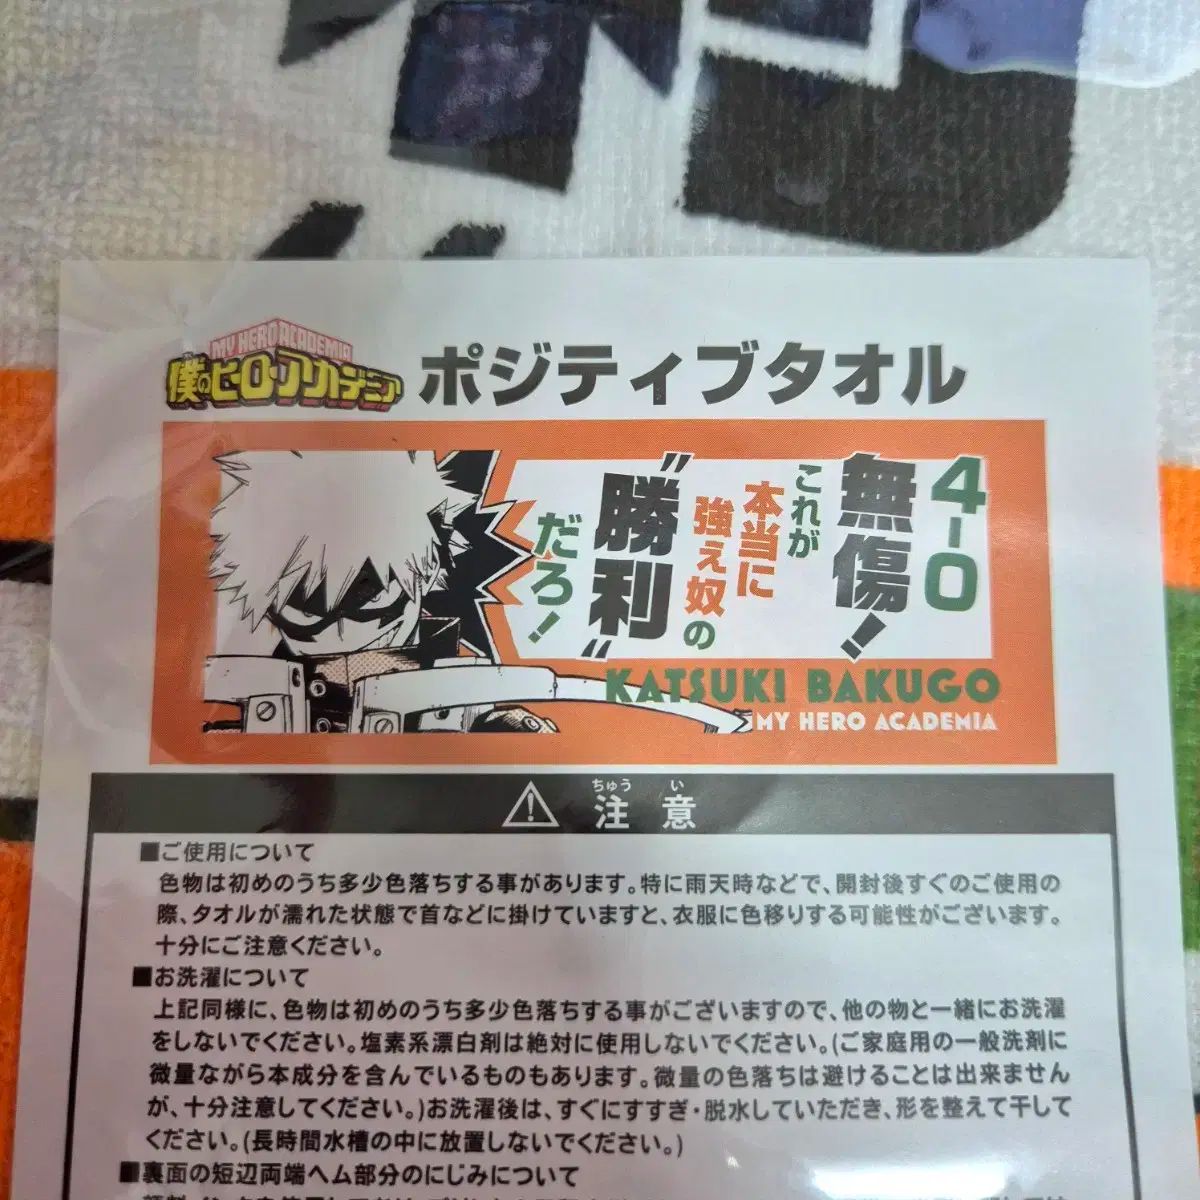 MY HERO ACADEMIA
僕のヒーローアカデミア
ポジティブタオル
4-0
無傷!
これが
本当に
強ぇ奴の
"勝利"
だろ!
KATSUKI BAKUGO
MY HERO ACADEMIA
ちゅう い
注 意
■ご使用について
色物は初めのうち多少色落ちする事があります。特に雨天時などで、開封後すぐのご使用の
際、タオルが濡れた状態で首などに掛けていますと、衣服に色移りする可能性がございます。
十分にご注意ください。
■お洗濯について
上記同様に、色物は初めのうち多少色落ちする事がございますので、他の物と一緒にお洗濯
をしないでください。塩素系漂白剤は絶対に使用しないでください。(ご家庭用の一般洗剤に
微量ながら本成分を含んでいるものもあります。微量の色落ちは避けることは出来ません
が、十分注意してください。)お洗濯後は、すぐにすすぎ・脱水していただき、形を整えて干して
ください。(長時間水槽の中に放置しないでください。)
■裏面の短辺両端ヘム部分のにじみについて